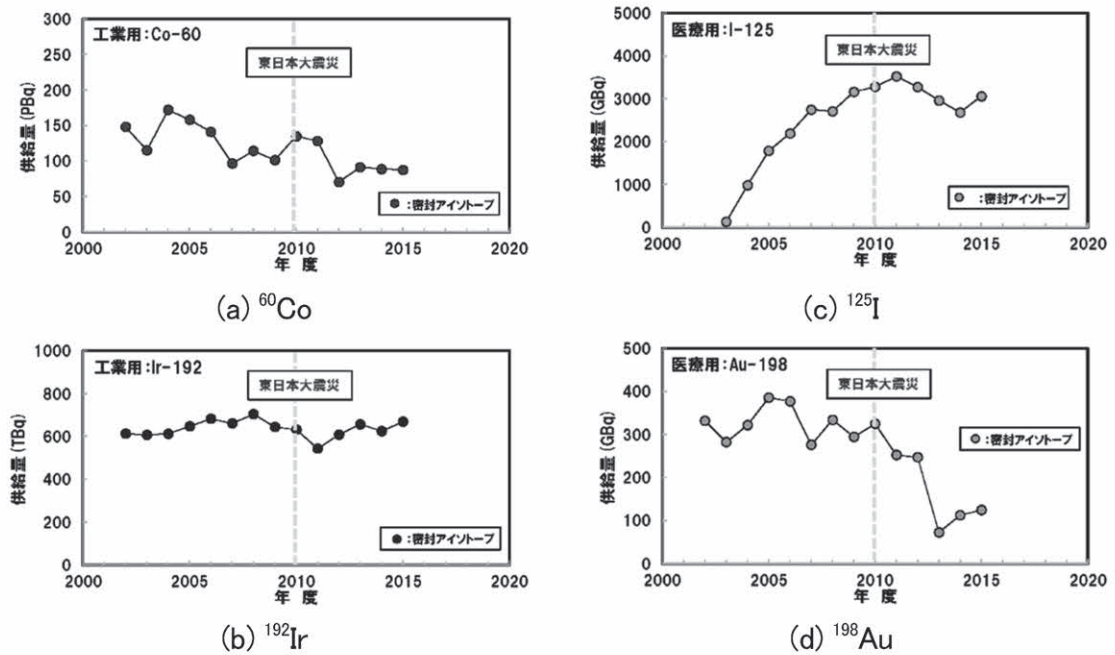 工業用:Co-60
東日本大震災
供給量(PBq)
300
250
200
150
100
50
0
:密封アイソトープ
2000
2005
2010
2015
2020
年 度
(a) ⁶⁰Co
医療用:I-125
東日本大震災
供給量(GBq)
5000
4000
3000
2000
1000
0
:密封アイソトープ
2000
2005
2010
2015
2020
年 度
(c) ¹²⁵I
工業用:Ir-192
東日本大震災
供給量(TBq)
1000
800
600
400
200
0
:密封アイソトープ
2000
2005
2010
2015
2020
年 度
(b) ¹⁹²Ir
医療用:Au-198
東日本大震災
供給量(GBq)
500
400
300
200
100
0
:密封アイソトープ
2000
2005
2010
2015
2020
年 度
(d) ¹⁹⁸Au